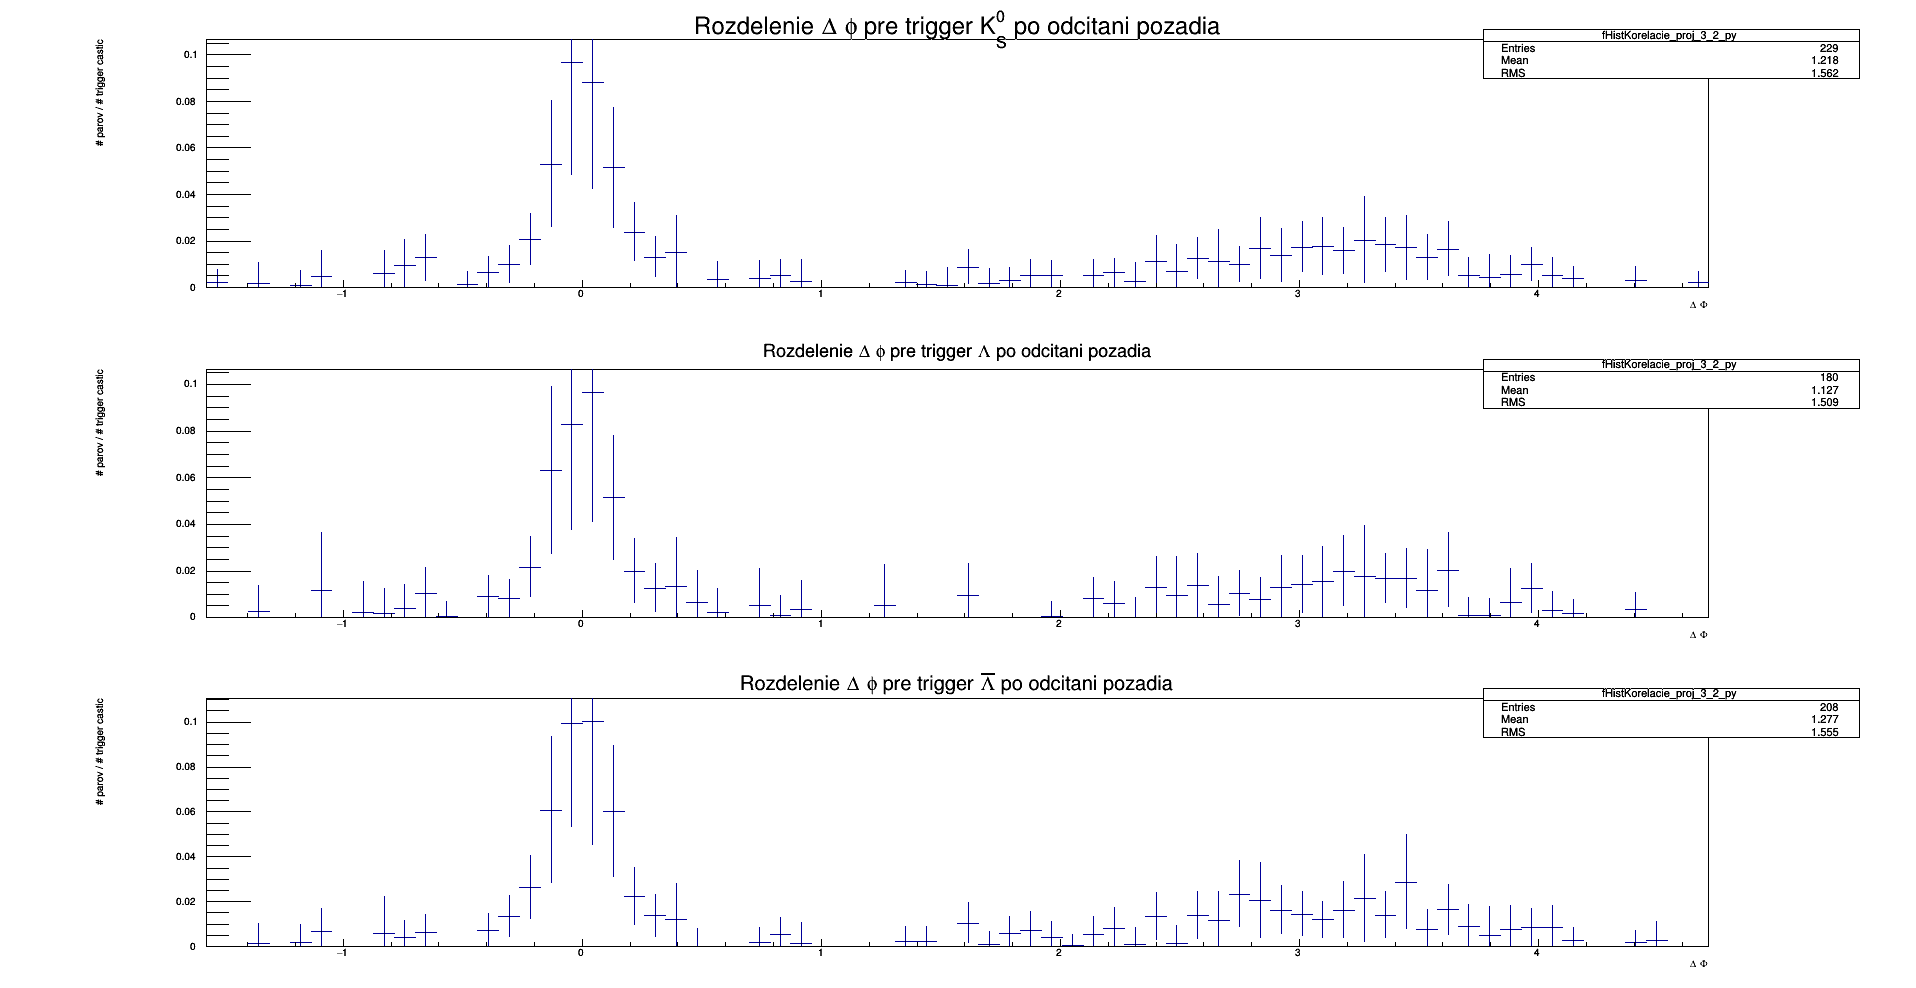 Rozdelenie Δ ϕ pre trigger K⁰ₛ po odcitani pozadia
fHistKorelacie_proj_3_2_py
Entries 229
Mean 1.218
RMS 1.562
# parov / # trigger castic
0.1
0.08
0.06
0.04
0.02
0
−1 0 1 2 3 4
Δ Φ
Rozdelenie Δ ϕ pre trigger Λ po odcitani pozadia
fHistKorelacie_proj_3_2_py
Entries 180
Mean 1.127
RMS 1.509
# parov / # trigger castic
0.1
0.08
0.06
0.04
0.02
0
−1 0 1 2 3 4
Δ Φ
Rozdelenie Δ ϕ pre trigger Λ̅ po odcitani pozadia
fHistKorelacie_proj_3_2_py
Entries 208
Mean 1.277
RMS 1.555
# parov / # trigger castic
0.1
0.08
0.06
0.04
0.02
0
−1 0 1 2 3 4
Δ Φ